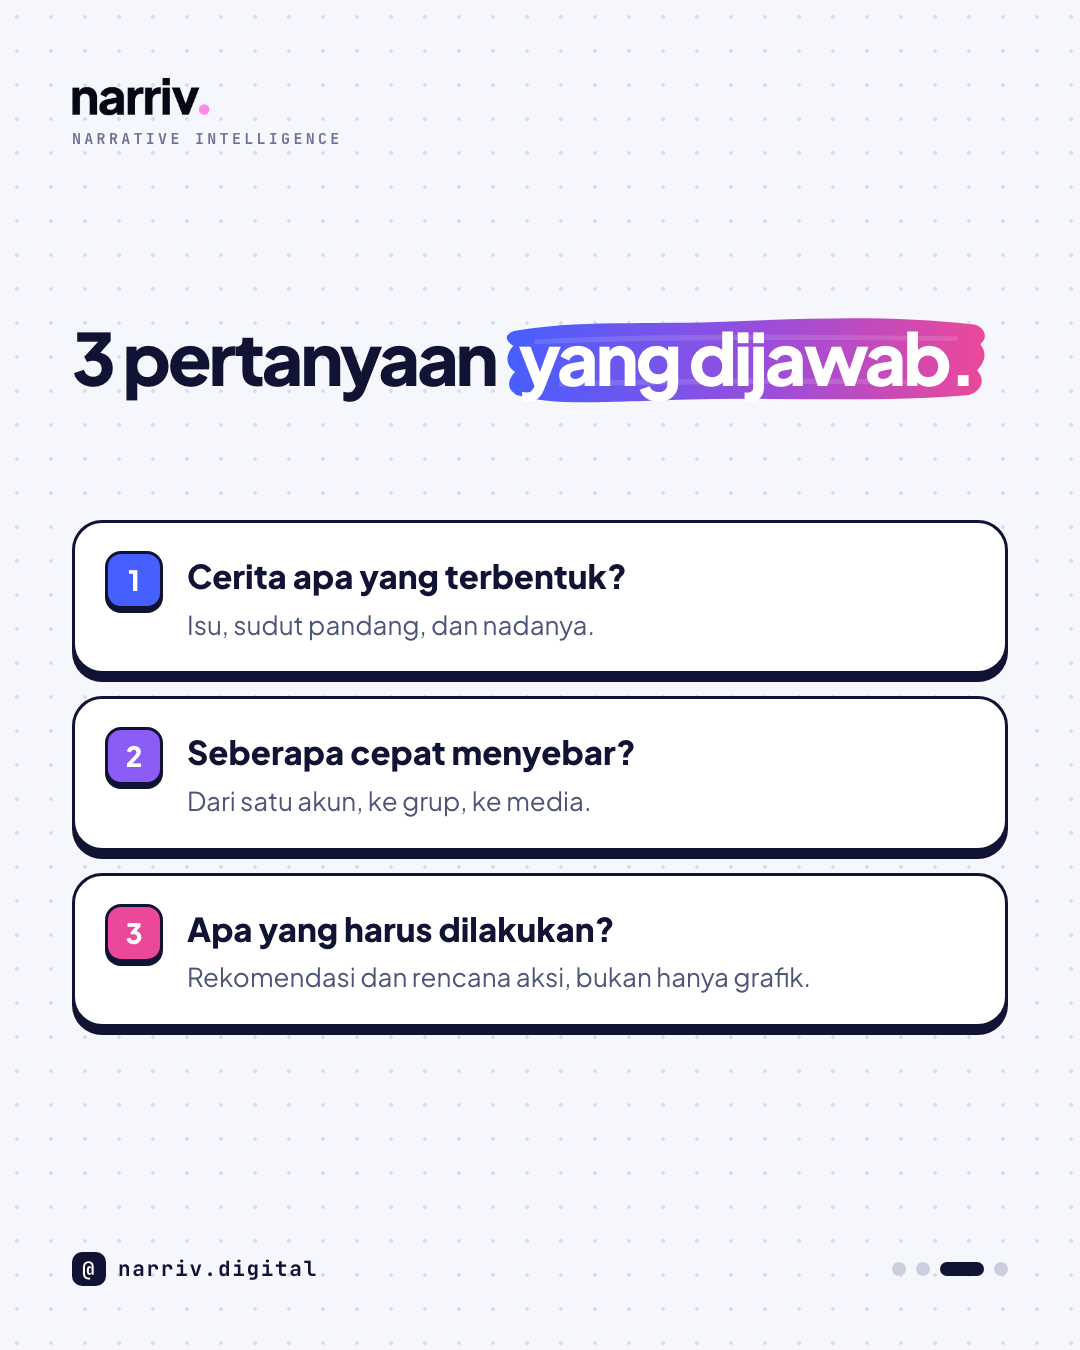 narriv.
NARRATIVE INTELLIGENCE
3 pertanyaan yang dijawab.
1
Cerita apa yang terbentuk?
Isu, sudut pandang, dan nadanya.
2
Seberapa cepat menyebar?
Dari satu akun, ke grup, ke media.
3
Apa yang harus dilakukan?
Rekomendasi dan rencana aksi, bukan hanya grafik.
@ narriv.digital